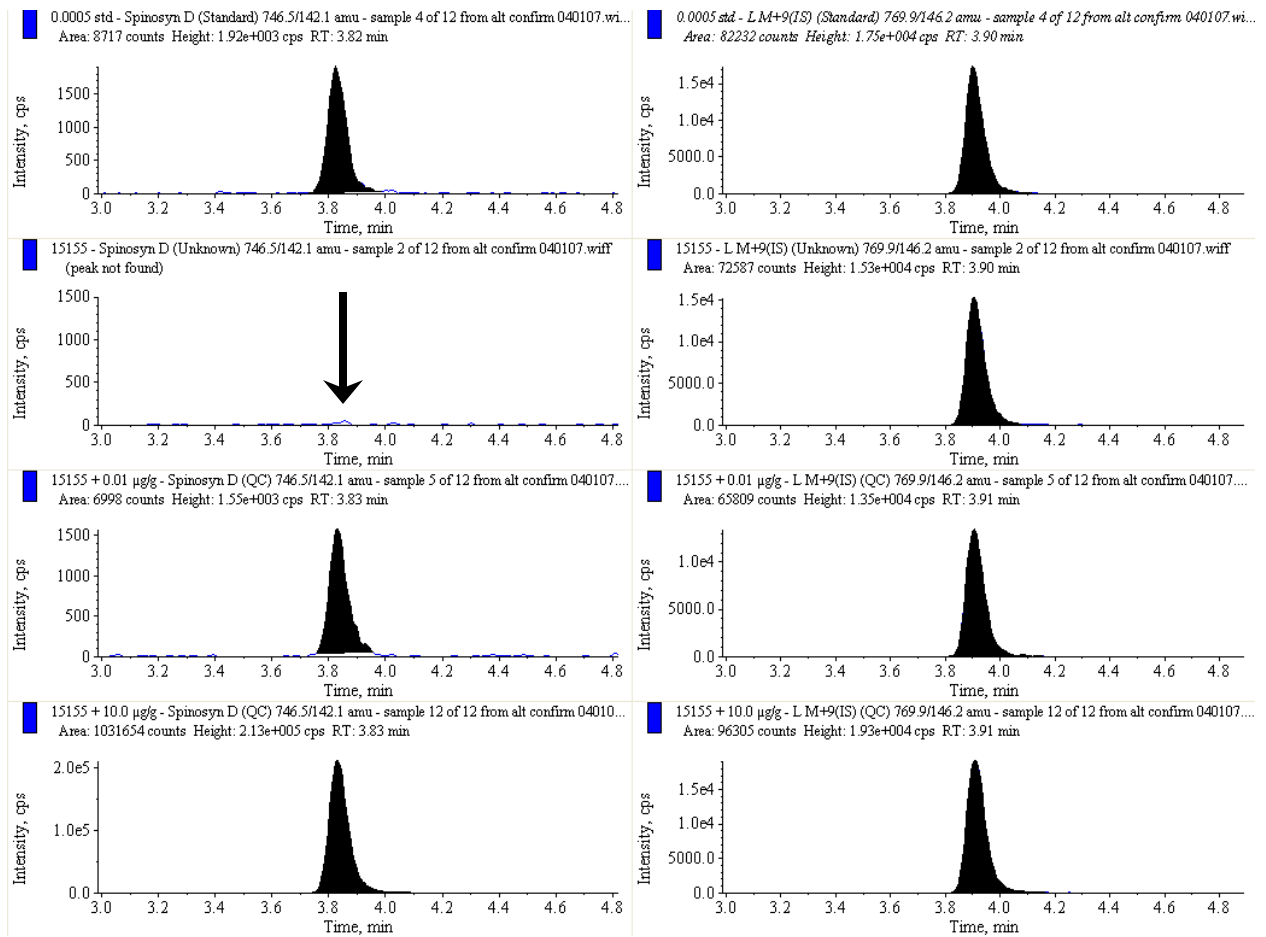 0.0005 std - Spinosyn D (Standard) 746.5/142.1 amu - sample 4 of 12 from alt confirm 040107.wi...
Area: 8717 counts Height: 1.92e+003 cps RT: 3.82 min
Intensity, cps
1500
1000
500
0
3.0 3.2 3.4 3.6 3.8 4.0 4.2 4.4 4.6 4.8
Time, min
0.0005 std - L M+9(IS) (Standard) 769.9/146.2 amu - sample 4 of 12 from alt confirm 040107.wi...
Area: 82232 counts Height: 1.75e+004 cps RT: 3.90 min
Intensity, cps
1.5e4
1.0e4
5000.0
0.0
3.0 3.2 3.4 3.6 3.8 4.0 4.2 4.4 4.6 4.8
Time, min
15155 - Spinosyn D (Unknown) 746.5/142.1 amu - sample 2 of 12 from alt confirm 040107.wiff
(peak not found)
Intensity, cps
1500
1000
500
0
3.0 3.2 3.4 3.6 3.8 4.0 4.2 4.4 4.6 4.8
Time, min
15155 - L M+9(IS) (Unknown) 769.9/146.2 amu - sample 2 of 12 from alt confirm 040107.wiff
Area: 72587 counts Height: 1.53e+004 cps RT: 3.90 min
Intensity, cps
1.5e4
1.0e4
5000.0
0.0
3.0 3.2 3.4 3.6 3.8 4.0 4.2 4.4 4.6 4.8
Time, min
15155 + 0.01 µg/g - Spinosyn D (QC) 746.5/142.1 amu - sample 5 of 12 from alt confirm 040107....
Area: 6998 counts Height: 1.55e+003 cps RT: 3.83 min
Intensity, cps
1500
1000
500
0
3.0 3.2 3.4 3.6 3.8 4.0 4.2 4.4 4.6 4.8
Time, min
15155 + 0.01 µg/g - L M+9(IS) (QC) 769.9/146.2 amu - sample 5 of 12 from alt confirm 040107....
Area: 65809 counts Height: 1.35e+004 cps RT: 3.91 min
Intensity, cps
1.0e4
5000.0
0.0
3.0 3.2 3.4 3.6 3.8 4.0 4.2 4.4 4.6 4.8
Time, min
15155 + 10.0 µg/g - Spinosyn D (QC) 746.5/142.1 amu - sample 12 of 12 from alt confirm 04010...
Area: 1031654 counts Height: 2.13e+005 cps RT: 3.83 min
Intensity, cps
2.0e5
1.0e5
0.0
3.0 3.2 3.4 3.6 3.8 4.0 4.2 4.4 4.6 4.8
Time, min
15155 + 10.0 µg/g - L M+9(IS) (QC) 769.9/146.2 amu - sample 12 of 12 from alt confirm 040107....
Area: 96305 counts Height: 1.93e+004 cps RT: 3.91 min
Intensity, cps
1.5e4
1.0e4
5000.0
0.0
3.0 3.2 3.4 3.6 3.8 4.0 4.2 4.4 4.6 4.8
Time, min